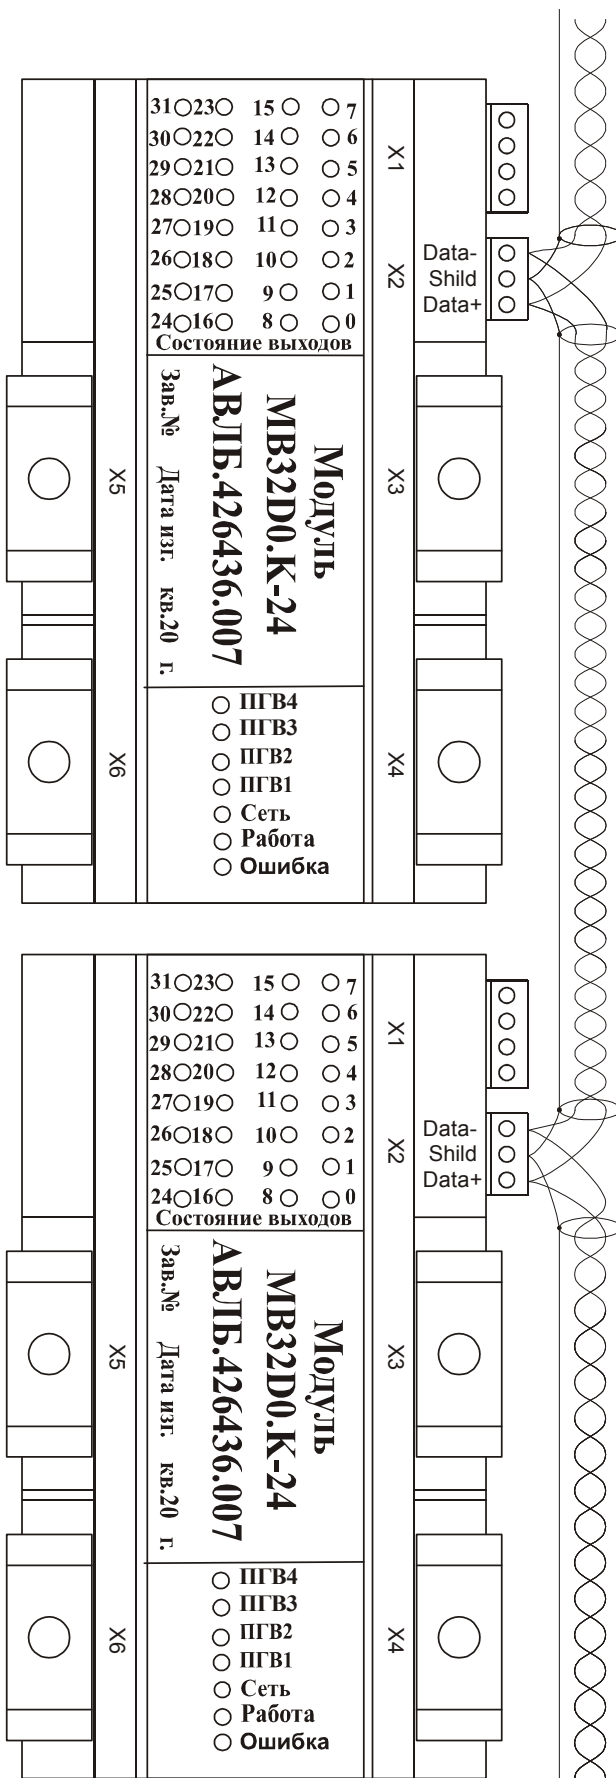 31 23 15 7
30 22 14 6
29 21 13 5
28 20 12 4
27 19 11 3
26 18 10 2
25 17 9 1
24 16 8 0
Состояние выходов
X1
X2
Data-
Shild
Data+
Модуль
МВ32D0.К-24
АВЛБ.426436.007
Зав.№ Дата изг. кв.20 г.
X5
X3
ПГВ4
ПГВ3
ПГВ2
ПГВ1
Сеть
Работа
Ошибка
X6
X4
31 23 15 7
30 22 14 6
29 21 13 5
28 20 12 4
27 19 11 3
26 18 10 2
25 17 9 1
24 16 8 0
Состояние выходов
X1
X2
Data-
Shild
Data+
Модуль
МВ32D0.К-24
АВЛБ.426436.007
Зав.№ Дата изг. кв.20 г.
X5
X3
ПГВ4
ПГВ3
ПГВ2
ПГВ1
Сеть
Работа
Ошибка
X6
X4